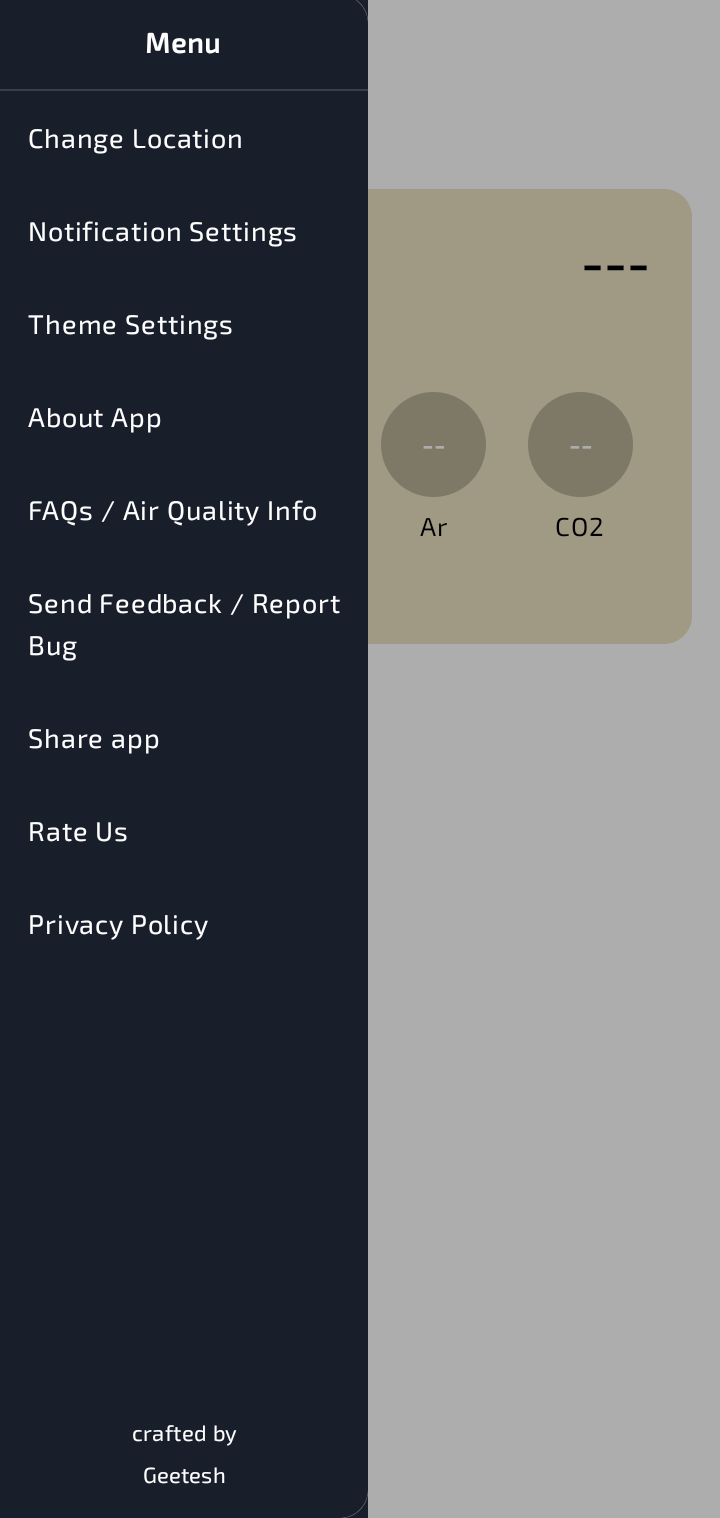 Menu
Change Location
Notification Settings
Theme Settings
About App
FAQs / Air Quality Info
Send Feedback / Report
Bug
Share app
Rate Us
Privacy Policy
crafted by
Geetesh
---
-- --
Ar CO2